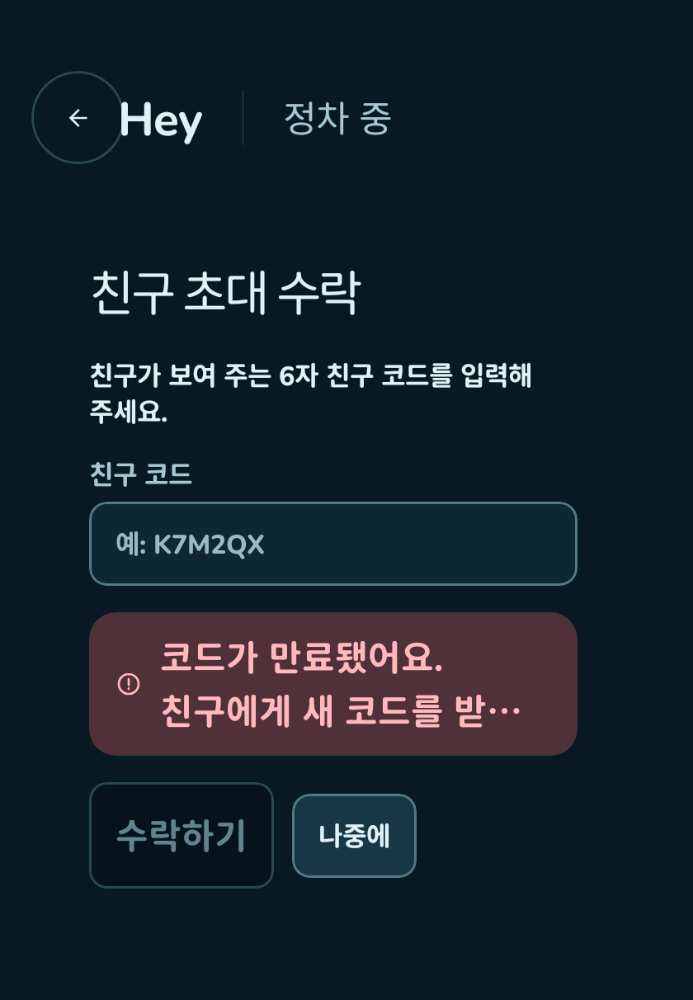 Hey
정차 중
친구 초대 수락
친구가 보여 주는 6자 친구 코드를 입력해
주세요.
친구 코드
예: K7M2QX
코드가 만료됐어요.
친구에게 새 코드를 받…
수락하기
나중에